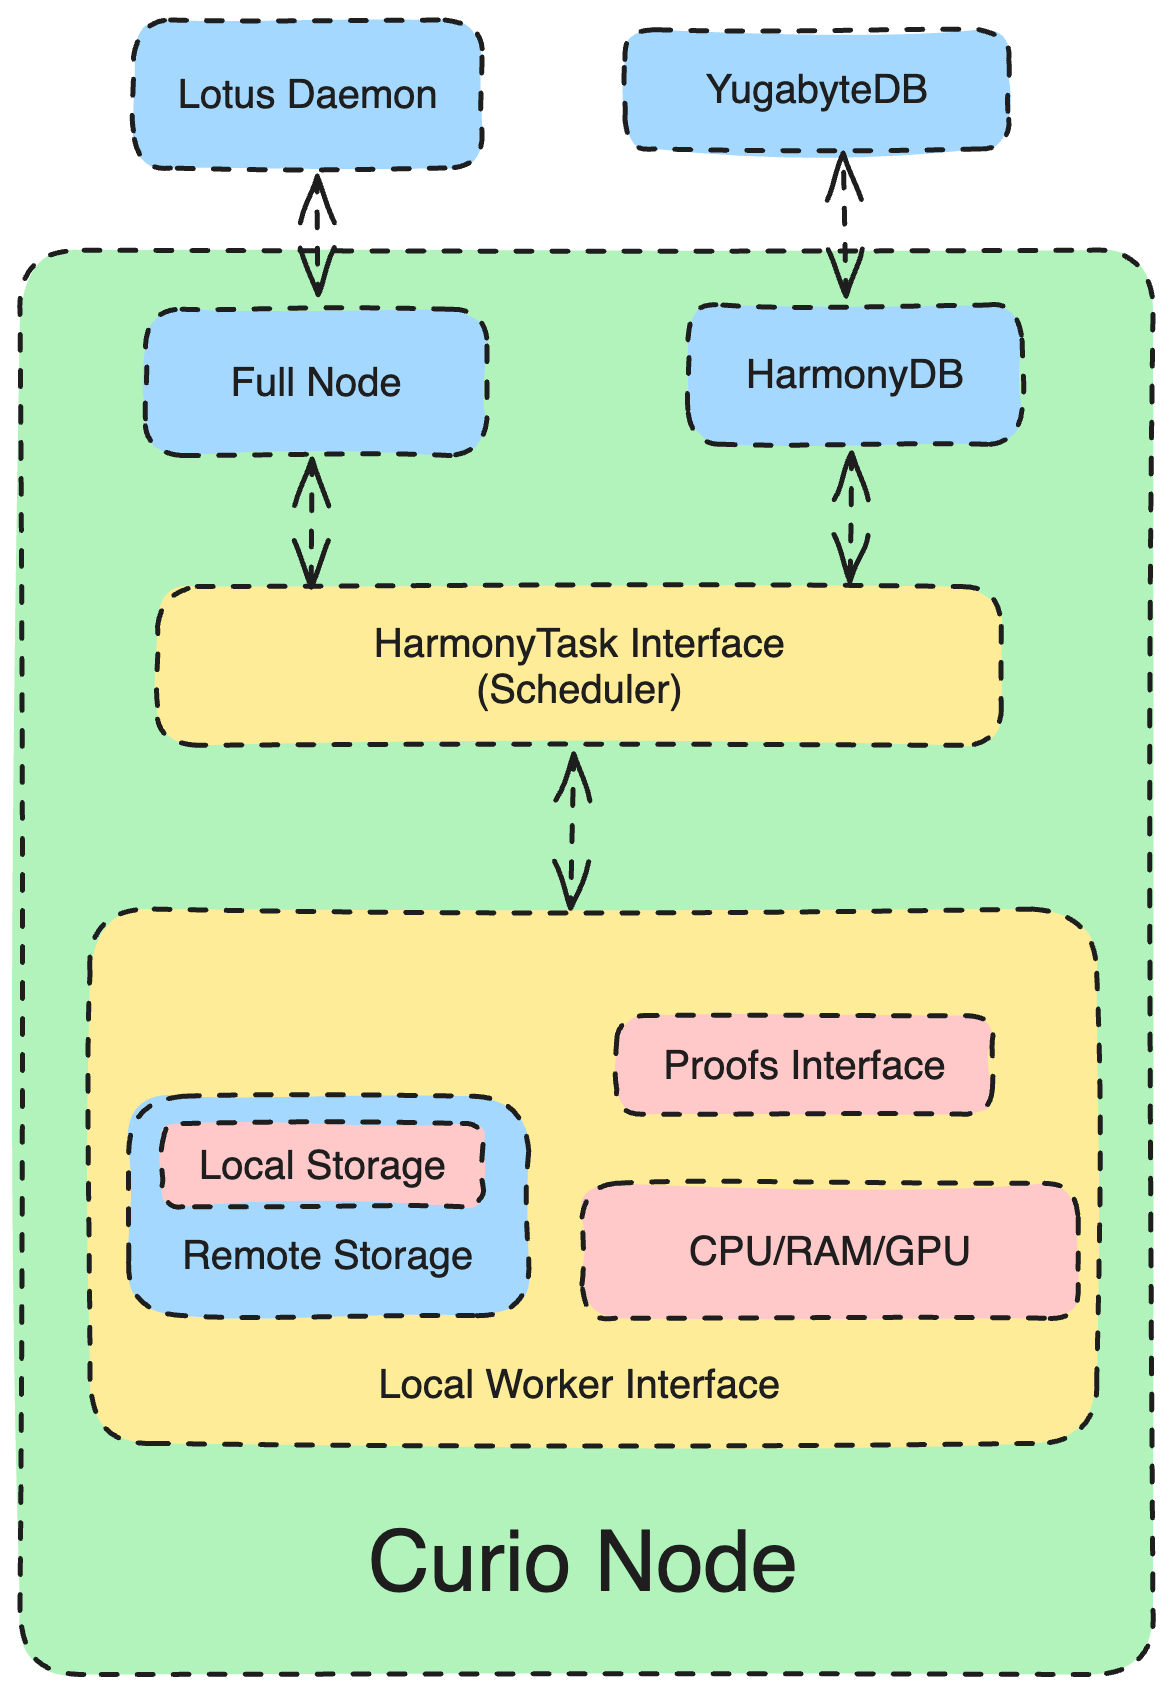 Lotus Daemon
YugabyteDB
Full Node
HarmonyDB
HarmonyTask Interface
(Scheduler)
Proofs Interface
Local Storage
Remote Storage
CPU/RAM/GPU
Local Worker Interface
Curio Node